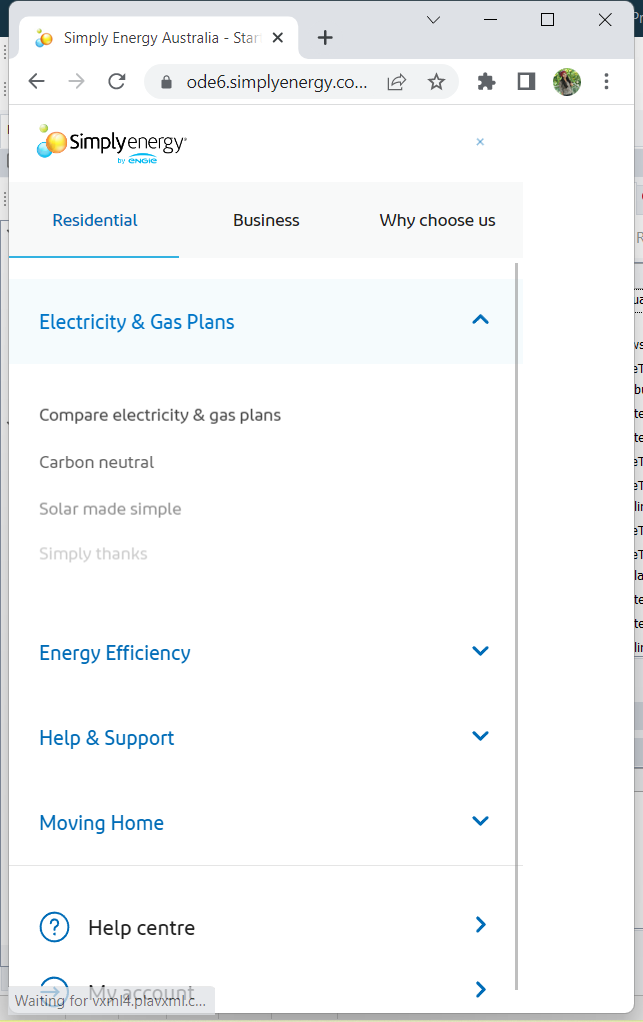 Simply Energy Australia - Star
ode6.simplyenergy.co...
Simplyenergy
by ENGIE
Residential
Business
Why choose us
Electricity & Gas Plans
Compare electricity & gas plans
Carbon neutral
Solar made simple
Simply thanks
Energy Efficiency
Help & Support
Moving Home
Help centre
My account
Waiting for vxml4.plavxml.c...